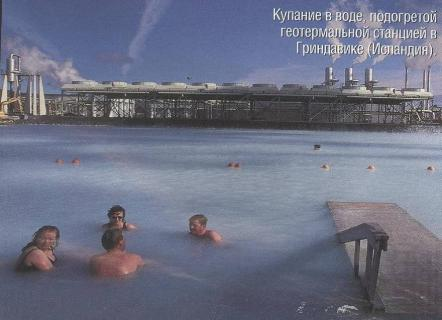 Купание в воде, подогретой
геотермальной станцией в
Гриндавике (Исландия).